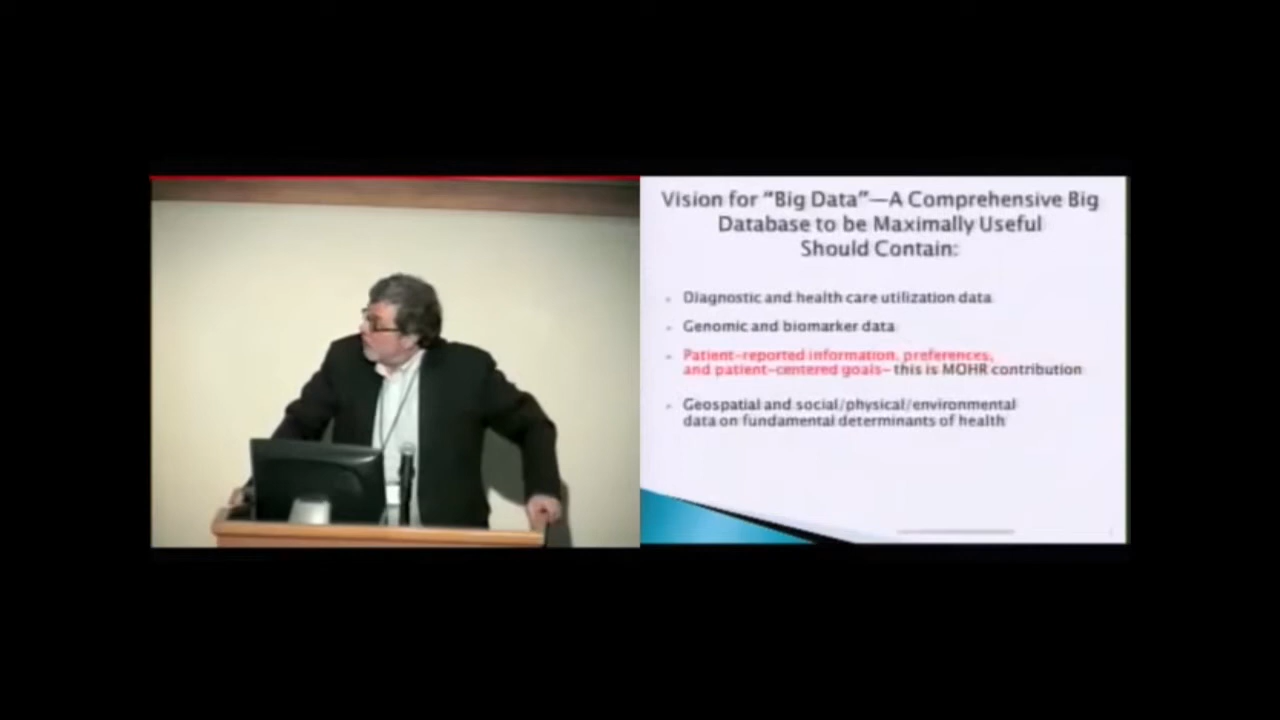 Vision for “Big Data”—A Comprehensive Big
Database to be Maximally Useful
Should Contain:
Diagnostic and health care utilization data
Genomic and biomarker data
Patient-reported information, preferences,
and patient-centered goals- this is MOHR contribution
Geospatial and social/physical/environmental
data on fundamental determinants of health